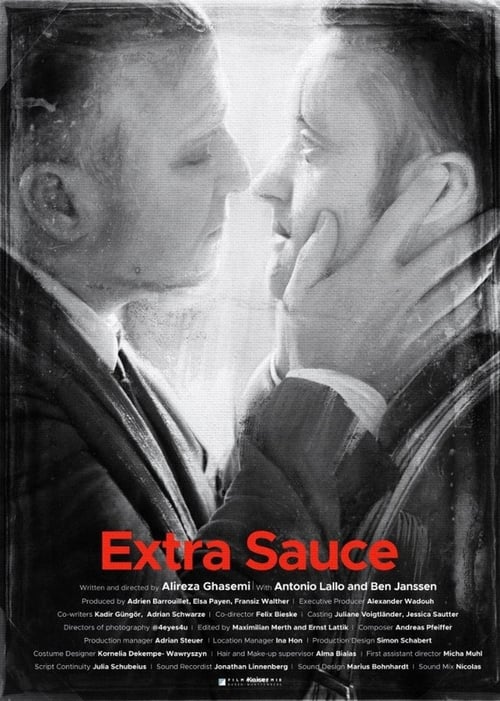 Extra Sauce
Written and directed by Alireza Ghasemi | With Antonio Lallo and Ben Janssen
Produced by Adrien Barrouillet, Elsa Payen, Fransiz Walther | Executive Producer Alexander Wadouh
Co-writers Kadir Güngör, Adrian Schwarze | Co-director Felix Bieske | Casting Juliane Voigtländer, Jessica Sautter
Directors of photography @4eyes4u | Edited by Maximilian Merth and Ernst Lattik | Composer Andreas Pfeiffer
Production manager Adrian Steuer | Location Manager Ina Hon | Production Design Simon Schabert
Costume Designer Kornelia Dekempe- Wawryszyn | Hair and Make-up supervisor Alma Bialas | First assistant director Micha Muhl
Script Continuity Julia Schubeius | Sound Recordist Jonathan Linnenberg | Sound Design Marius Bohnhardt | Sound Mix Nicolas
FILM Kaiser MIX